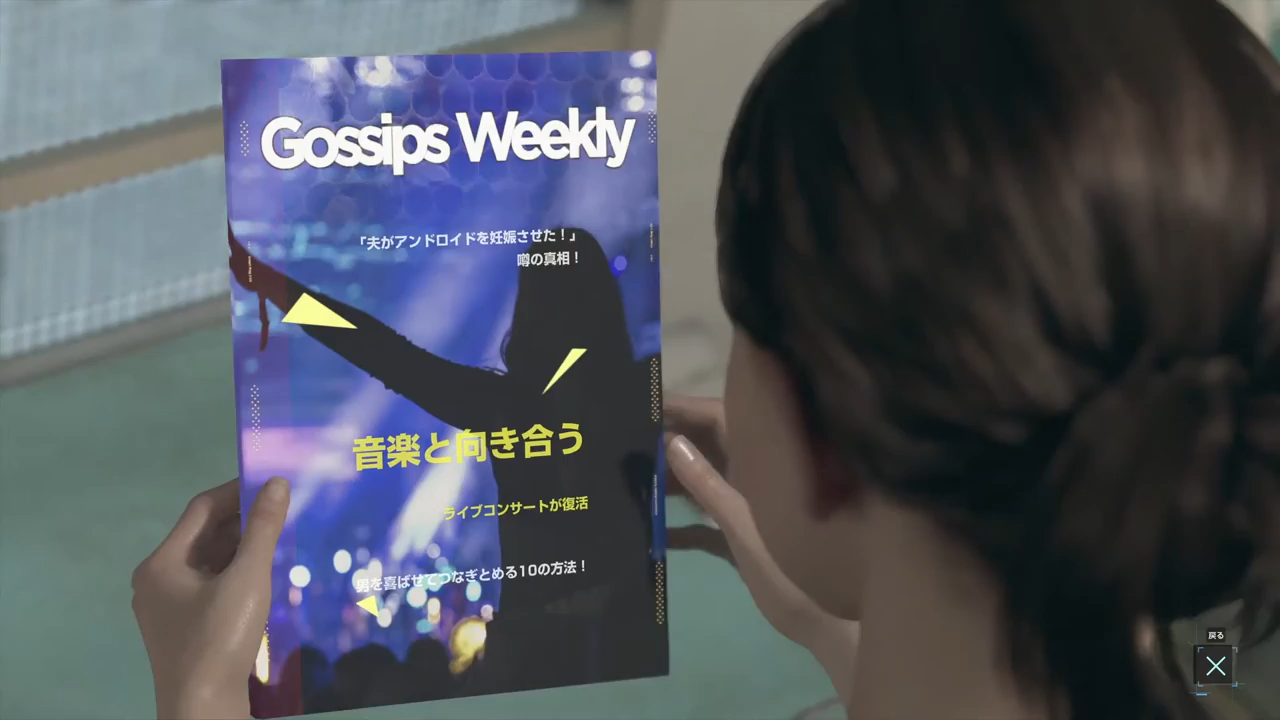 Gossips Weekly
「夫がアンドロイドを妊娠させた！」
噂の真相！
音楽と向き合う
ライブコンサートが復活
男を喜ばせてつなぎとめる10の方法！
戻る